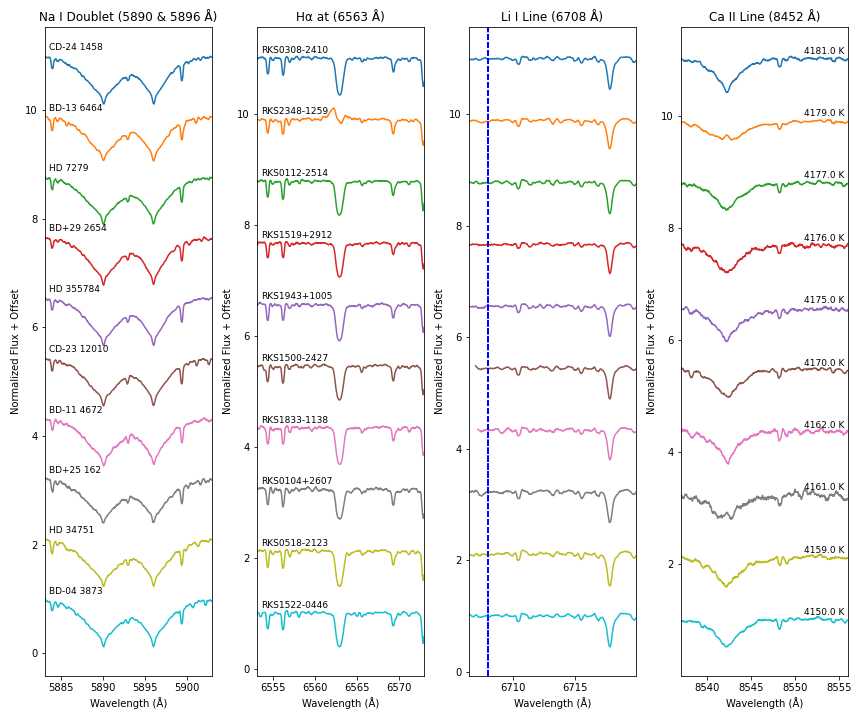 Na I Doublet (5890 & 5896 Å)
Hα at (6563 Å)
Li I Line (6708 Å)
Ca II Line (8452 Å)
CD-24 1458
BD-13 6464
HD 7279
BD+29 2654
HD 355784
CD-23 12010
BD-11 4672
BD+25 162
HD 34751
BD-04 3873
Normalized Flux + Offset
10
8
6
4
2
0
5885
5890
5895
5900
Wavelength (Å)
RKS0308-2410
RKS2348-1259
RKS0112-2514
RKS1519+2912
RKS1943+1005
RKS1500-2427
RKS1833-1138
RKS0104+2607
RKS0518-2123
RKS1522-0446
Normalized Flux + Offset
10
8
6
4
2
0
6555
6560
6565
6570
Wavelength (Å)
Normalized Flux + Offset
10
8
6
4
2
0
6710
6715
Wavelength (Å)
4181.0 K
4179.0 K
4177.0 K
4176.0 K
4175.0 K
4170.0 K
4162.0 K
4161.0 K
4159.0 K
4150.0 K
Normalized Flux + Offset
10
8
6
4
2
8540
8545
8550
8555
Wavelength (Å)